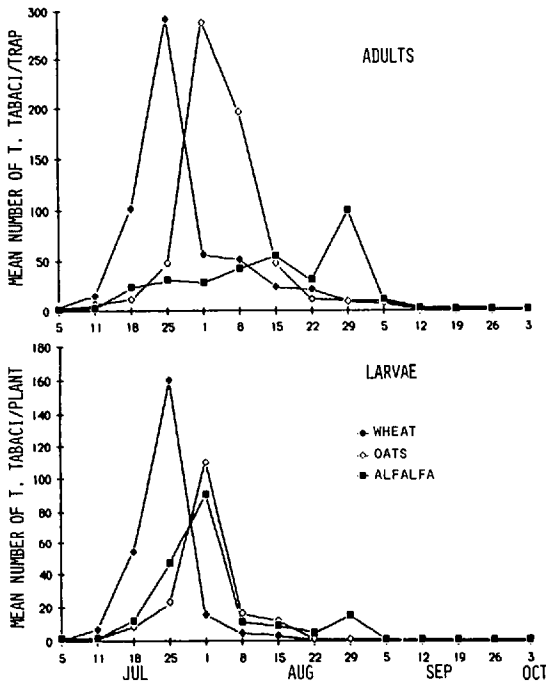 ADULTS
MEAN NUMBER OF T. TABACI/TRAP
300
250
200
150
100
50
0
5 11 18 25 1 8 15 22 29 5 12 19 26 3
LARVAE
MEAN NUMBER OF T. TABACI/PLANT
180
160
140
120
100
80
60
40
20
0
WHEAT
OATS
ALFALFA
5 11 18 25 1 8 15 22 29 5 12 19 26 3
JUL AUG SEP OCT